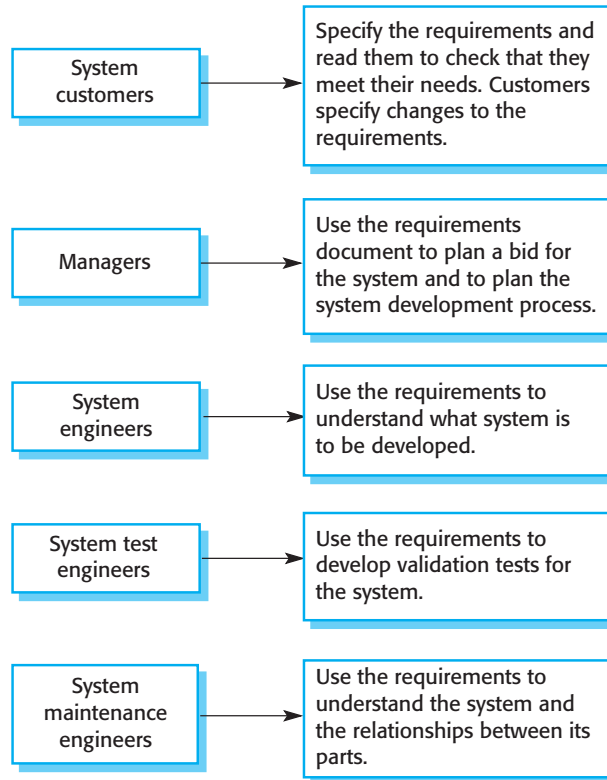 System
customers
Specify the requirements and
read them to check that they
meet their needs. Customers
specify changes to the
requirements.
Managers
Use the requirements
document to plan a bid for
the system and to plan the
system development process.
System
engineers
Use the requirements to
understand what system is
to be developed.
System test
engineers
Use the requirements to
develop validation tests for
the system.
System
maintenance
engineers
Use the requirements to
understand the system and
the relationships between its
parts.